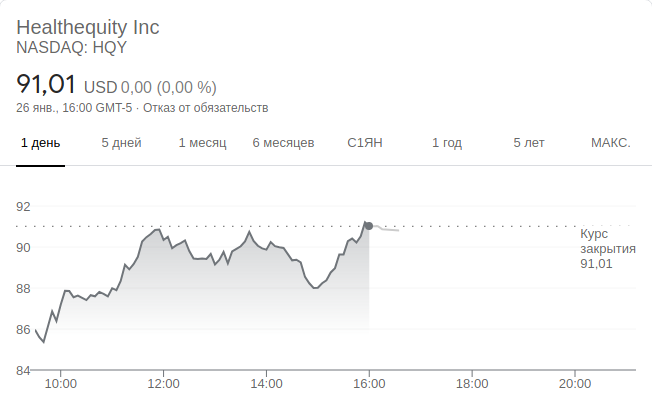 Healthequity Inc
NASDAQ: HQY
91,01 USD 0,00 (0,00 %)
26 янв., 16:00 GMT-5 · Отказ от обязательств
1 день 5 дней 1 месяц 6 месяцев С1ЯН 1 год 5 лет МАКС.
92
Курс
закрытия
91,01
90
88
86
84
10:00 12:00 14:00 16:00 18:00 20:00